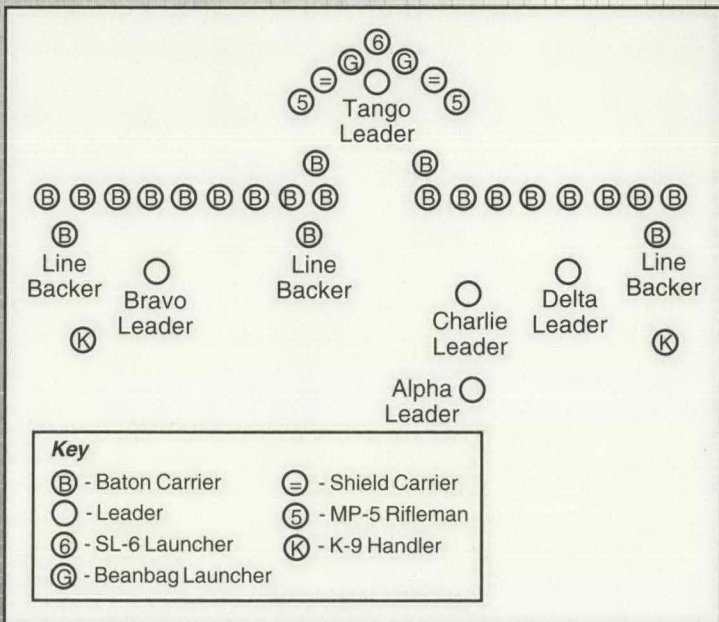 6
G G
= =
5 5
Tango
Leader
B B
B B B B B B B B B B B B B B B B B
B B B
Line
Backer
Bravo
Leader
Line
Backer
Charlie
Leader
Delta
Leader
Line
Backer
K K
Alpha
Leader
Key
B - Baton Carrier
- Leader
6 - SL-6 Launcher
G - Beanbag Launcher
= - Shield Carrier
5 - MP-5 Rifleman
K - K-9 Handler